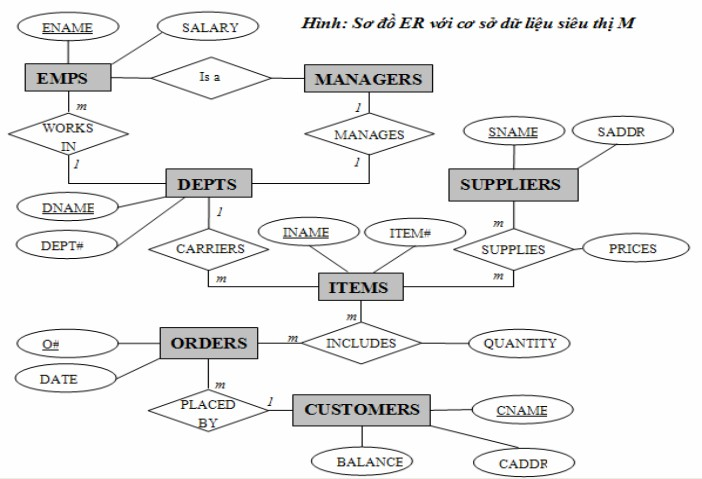 Hình: Sơ đồ ER với cơ sở dữ liệu siêu thị M
ENAME
SALARY
EMPS
Is a
MANAGERS
m
1
WORKS
IN
MANAGES
SNAME
SADDR
1
1
DEPTS
SUPPLIERS
DNAME
1
DEPT#
CARRIERS
INAME
ITEM#
m
SUPPLIES
PRICES
m
m
ITEMS
m
O#
ORDERS
m
INCLUDES
QUANTITY
DATE
m
PLACED
BY
1
CUSTOMERS
CNAME
BALANCE
CADDR